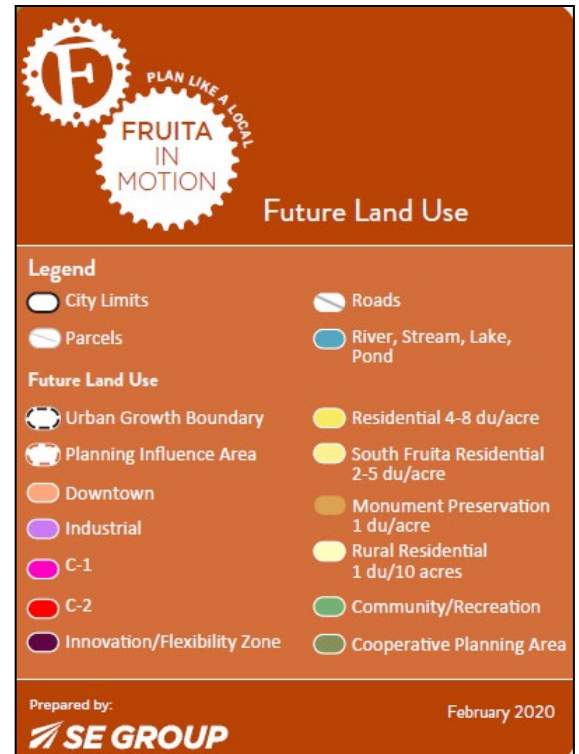 F
PLAN LIKE A LOCAL
FRUITA
IN
MOTION
Future Land Use
Legend
City Limits
Parcels
Roads
River, Stream, Lake,
Pond
Future Land Use
Urban Growth Boundary
Planning Influence Area
Downtown
Industrial
C-1
C-2
Innovation/Flexibility Zone
Residential 4-8 du/acre
South Fruita Residential
2-5 du/acre
Monument Preservation
1 du/acre
Rural Residential
1 du/10 acres
Community/Recreation
Cooperative Planning Area
Prepared by:
SE GROUP
February 2020